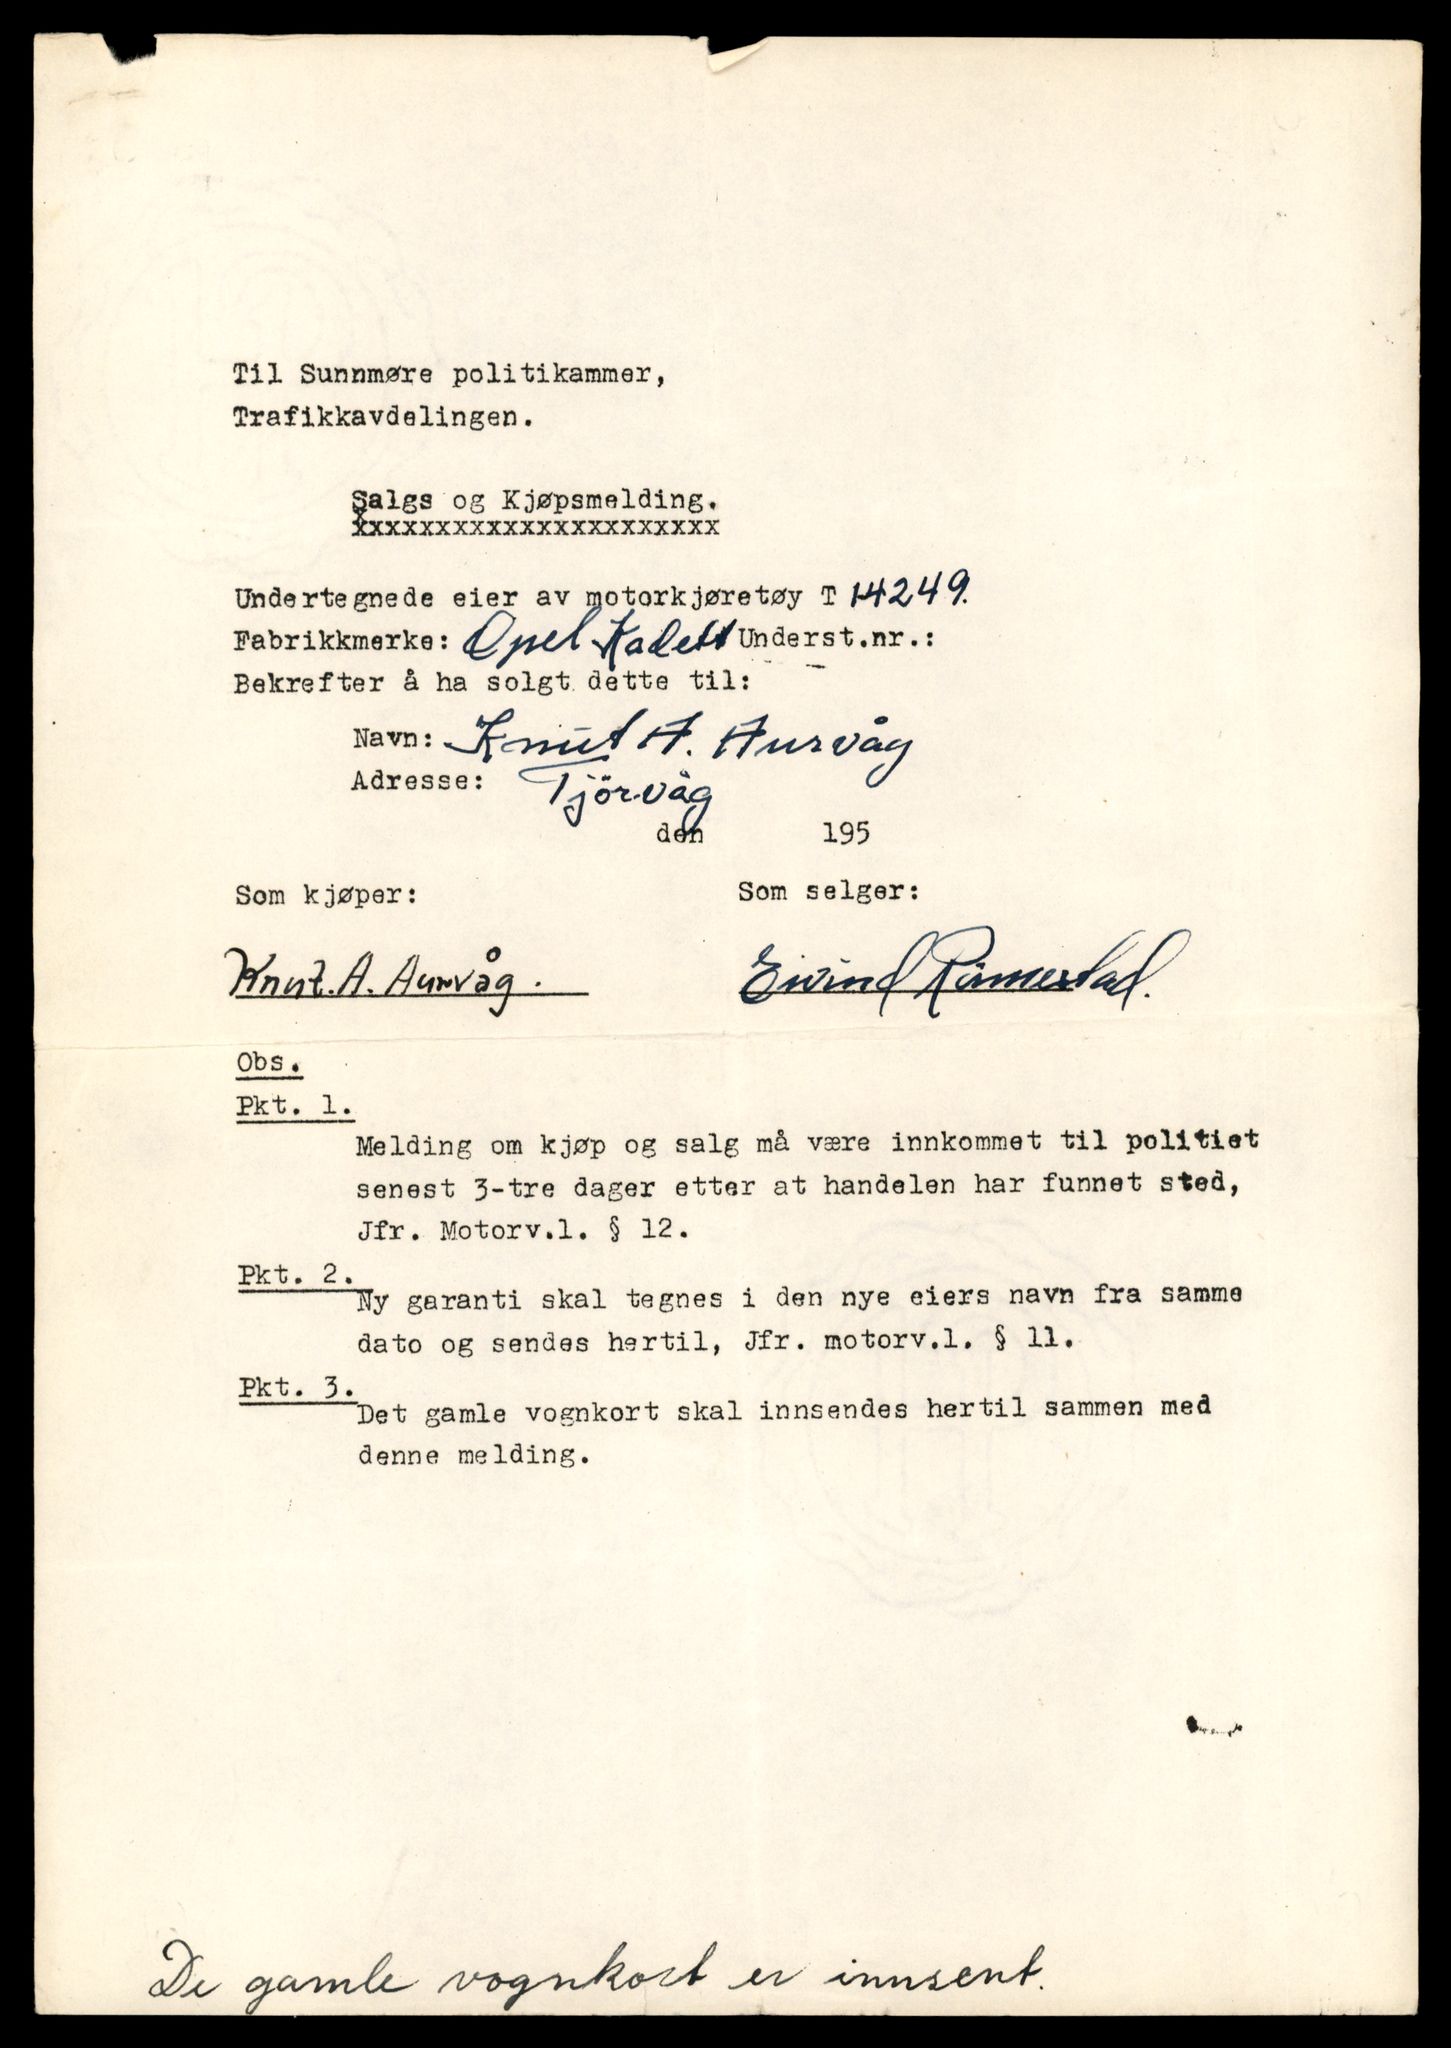 Til Sunnmøre politikammer,
Trafikkavdelingen.
Salgs og Kjøpsmelding.
xxxxxxxxxxxxxxxxxxxxxx
Undertegnede eier av motorkjøretøy T 14249.
Fabrikkmerke: Opel Kadett Underst.nr.:
Bekrefter å ha solgt dette til:
Navn: Knut A. Aurvåg
Adresse: Tjörvåg
den 195
Som kjøper: Som selger:
Knut. A. Aurvåg. Eivind
Obs.
Pkt. 1.
Melding om kjøp og salg må være innkommet til politiet
senest 3-tre dager etter at handelen har funnet sted,
Jfr. Motorv.l. § 12.
Pkt. 2.
Ny garanti skal tegnes i den nye eiers navn fra samme
dato og sendes hertil, Jfr. motorv.l. § 11.
Pkt. 3.
Det gamle vognkort skal innsendes hertil sammen med
denne melding.
De gamle vognkort er innsent.